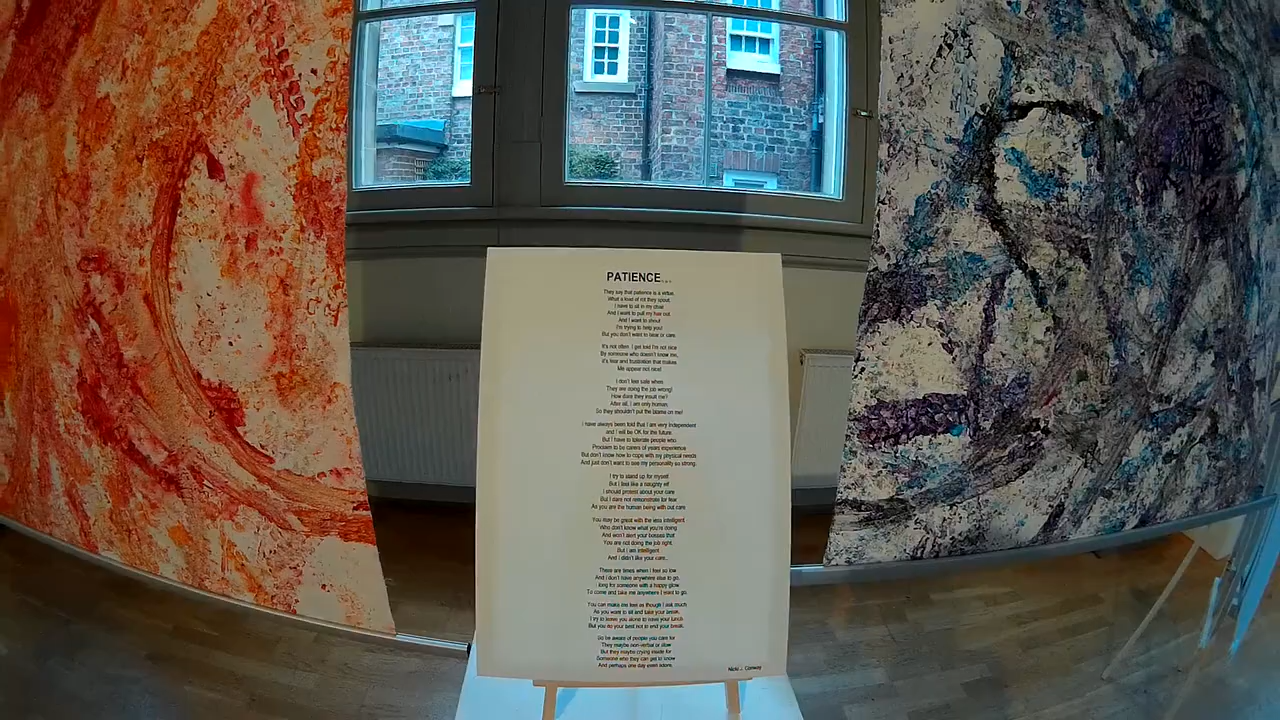 PATIENCE....
They say that patience is a virtue,
What a load of rot they spout.
I have to sit in my chair
And I want to pull my hair out.
And I want to shout
I'm trying to help you!
But you don't want to hear or care.
It's not often I get told I'm not nice
By someone who doesn't know me,
It's fear and frustration that makes
Me appear not nice!
I don't feel safe when
They are doing the job wrong!
How dare they insult me?
After all, I am only human,
So they shouldn't put the blame on me!
I have always been told that I am very independent
and I will be OK for the future.
But I have to tolerate people who
Proclaim to be carers of years experience
But don't know how to cope with my physical needs
And just don't want to see my personality so strong.
I try to stand up for myself
But I feel like a naughty elf
I should protest about your care
But I dare not remonstrate for fear
As you are the human being with out care
You may be great with the less intelligent
Who don't know what you're doing
And won't alert your bosses that
You are not doing the job right.
But I am intelligent
And I didn't like your care..
There are times when I feel so low
And I don't have anywhere else to go.
I long for someone with a happy glow
To come and take me anywhere I want to go.
You can make me feel as though I ask much
As you want to sit and take your break.
I try to leave you alone to have your lunch
But you do your best not to end your break.
So be aware of people you care for
They maybe non-verbal or slow
But they maybe crying inside for
Someone who they can get to know
And perhaps one day even adore.
Nicki J. Conway